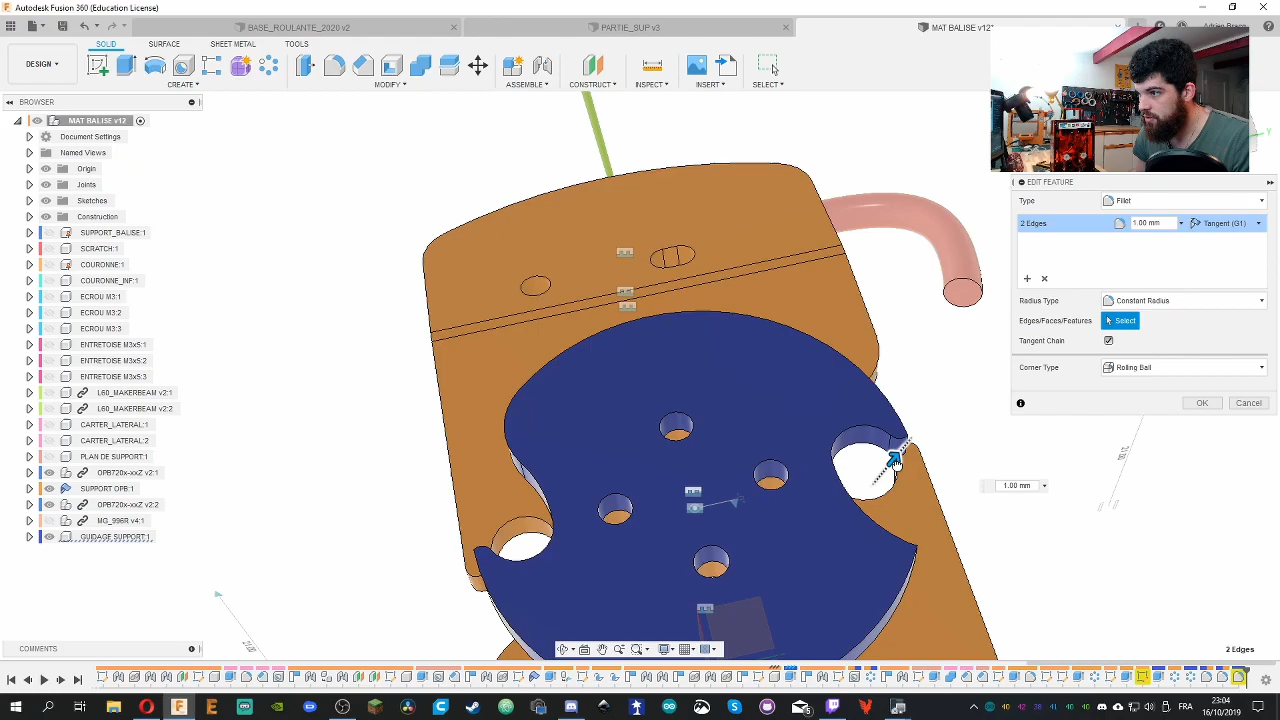 Autodesk Fusion 360 (Education License)
BASE_ROULANTE_2020 v2
PARTIE_SUP v3
MAT BALISE v12*
SOLID
SURFACE
SHEET METAL
TOOLS
DESIGN
CREATE
MODIFY
ASSEMBLE
CONSTRUCT
INSPECT
INSERT
SELECT
BROWSER
MAT BALISE v12
Document Settings
Named Views
Origin
Joints
Sketches
Construction
SUPPORT_BALISE:1
SCRATCH:1
COURONNE:1
COURONNE_INF:1
ECROU M3:1
ECROU M3:2
ECROU M3:3
ENTRETOISE M3x5:1
ENTRETOISE M3x5:2
ENTRETOISE M3x5:3
L60_MAKERBEAM v2:1
L60_MAKERBEAM v2:2
CARTER_LATERAL:1
CARTER_LATERAL:2
PLAN DE SUPPORT:1
OPB720x-xxZ v2:1
SUPPORT OPB:1
OPB720x-xxZ v2:2
MG_996R v4:1
GUIDAGE SUPPORT:1
EDIT FEATURE
Type
Fillet
2 Edges
1.00 mm
Tangent (G1)
Radius Type
Constant Radius
Edges/Faces/Features
Select
Tangent Chain
Corner Type
Rolling Ball
OK
Cancel
1.00 mm
COMMENTS
2 Edges
FRA
23:04
16/10/2019